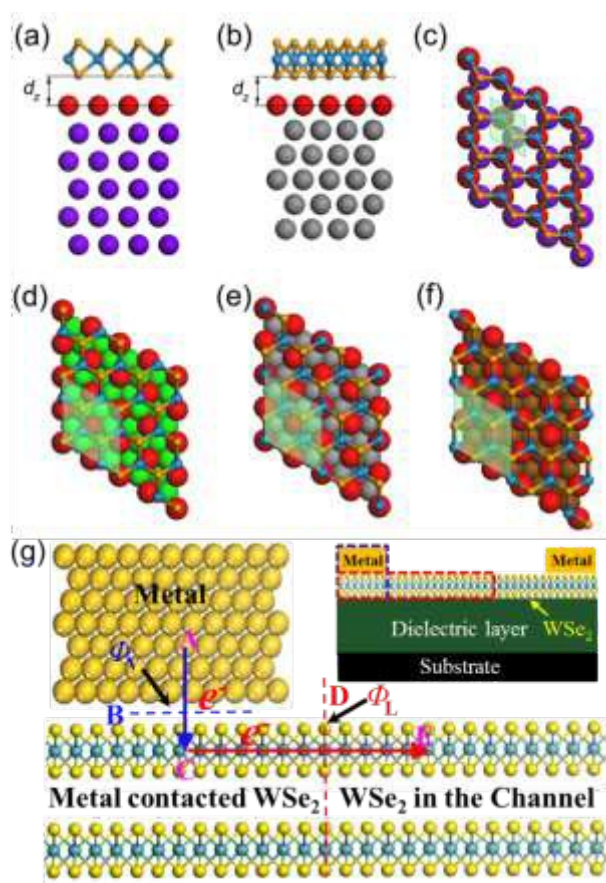 (a)
d_z
(b)
d_z
(c)
(d)
(e)
(f)
(g)
Metal
Metal
Metal
WSe₂
Dielectric layer
Substrate
A
Φ_V
e⁻
B
D
Φ_L
e⁻
E
C
Metal contacted WSe₂
WSe₂ in the Channel